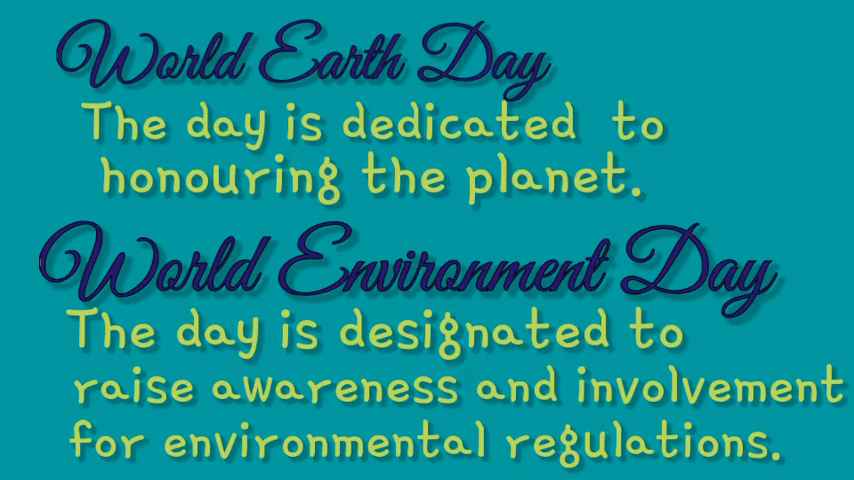 World Earth Day
The day is dedicated to
honouring the planet.
World Environment Day
The day is designated to
raise awareness and involvement
for environmental regulations.